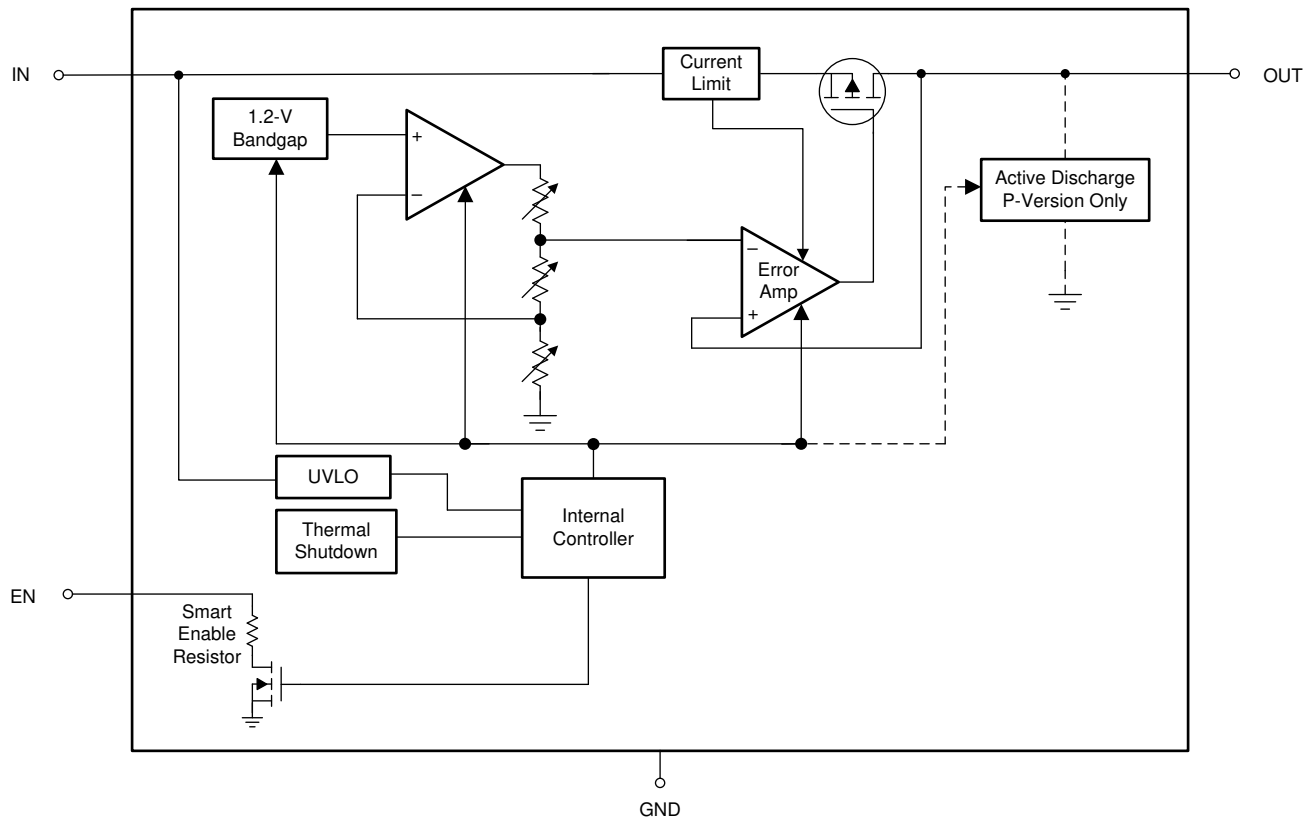 IN
Current
Limit
OUT
1.2-V
Bandgap
+
–
Active Discharge
P-Version Only
–
Error
Amp
+
UVLO
Thermal
Shutdown
Internal
Controller
EN
Smart
Enable
Resistor
GND